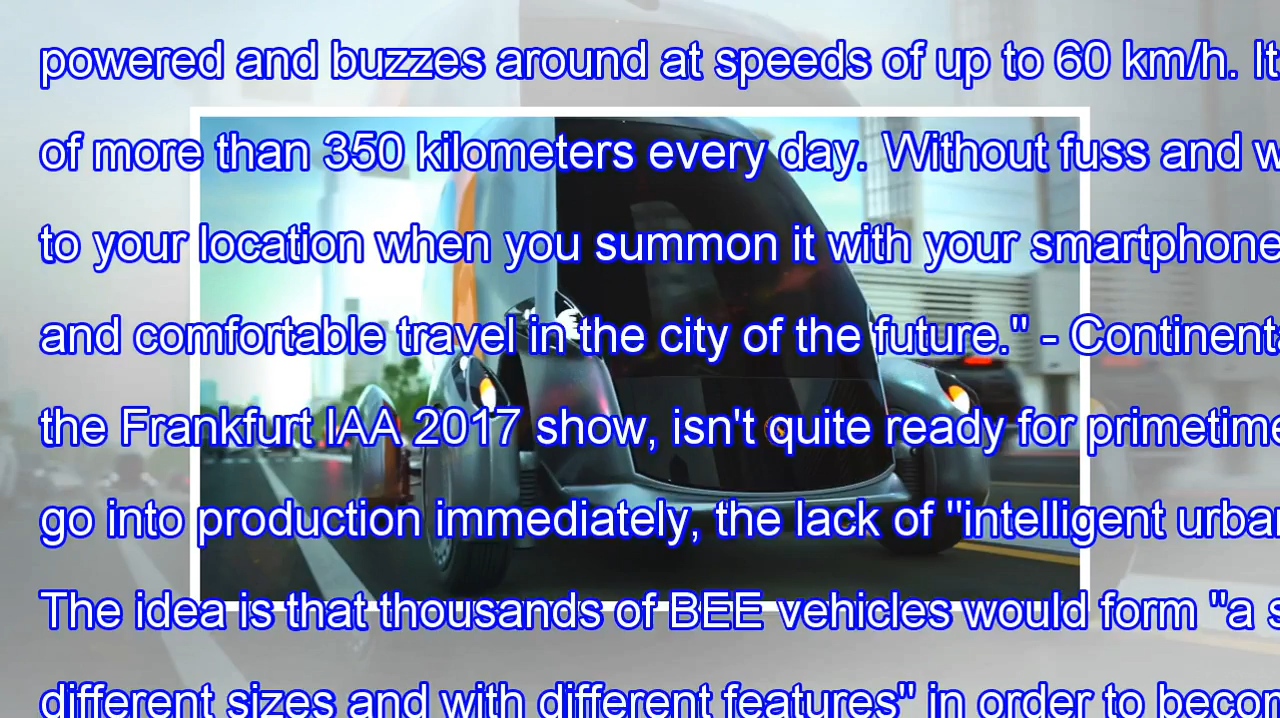 powered and buzzes around at speeds of up to 60 km/h. It
of more than 350 kilometers every day. Without fuss and
to your location when you summon it with your smartphone
and comfortable travel in the city of the future." - 
the Frankfurt IAA 2017 show, isn't quite ready for
go into production immediately, the lack of "intelligent
The idea is that thousands of BEE vehicles would form "a
different sizes and with different features" in order to